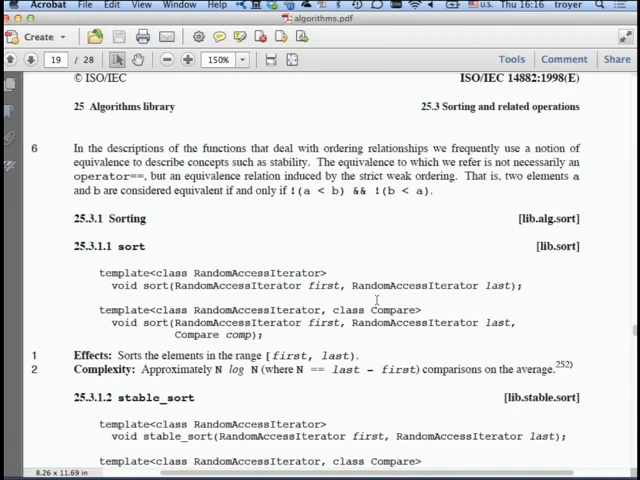 Acrobat File Edit View Window Help U.S. Thu 16:16 troyer
algorithms.pdf
Create
19 / 28 150% Tools Comment Share
© ISO/IEC ISO/IEC 14882:1998(E)
25 Algorithms library 25.3 Sorting and related operations
6 In the descriptions of the functions that deal with ordering relationships we frequently use a notion of
equivalence to describe concepts such as stability. The equivalence to which we refer is not necessarily an
operator==, but an equivalence relation induced by the strict weak ordering. That is, two elements a
and b are considered equivalent if and only if !(a < b) && !(b < a).
25.3.1 Sorting [lib.alg.sort]
25.3.1.1 sort [lib.sort]
template<class RandomAccessIterator>
void sort(RandomAccessIterator first, RandomAccessIterator last);
template<class RandomAccessIterator, class Compare>
void sort(RandomAccessIterator first, RandomAccessIterator last,
Compare comp);
1 Effects: Sorts the elements in the range [first, last).
2 Complexity: Approximately N log N (where N == last - first) comparisons on the average.252)
25.3.1.2 stable_sort [lib.stable.sort]
template<class RandomAccessIterator>
void stable_sort(RandomAccessIterator first, RandomAccessIterator last);
template<class RandomAccessIterator, class Compare>
8.26 x 11.69 in